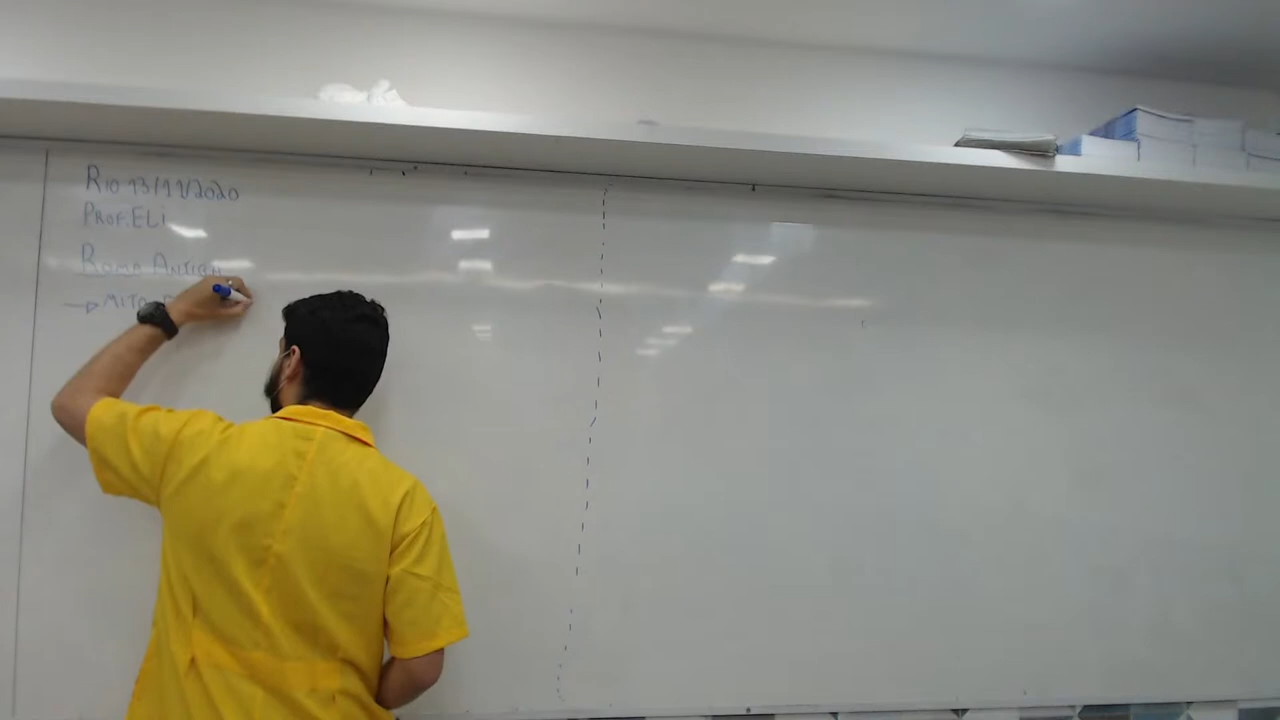 Rio 13/11/2020
Prof. Eli
Roma Antiga
→ MITO